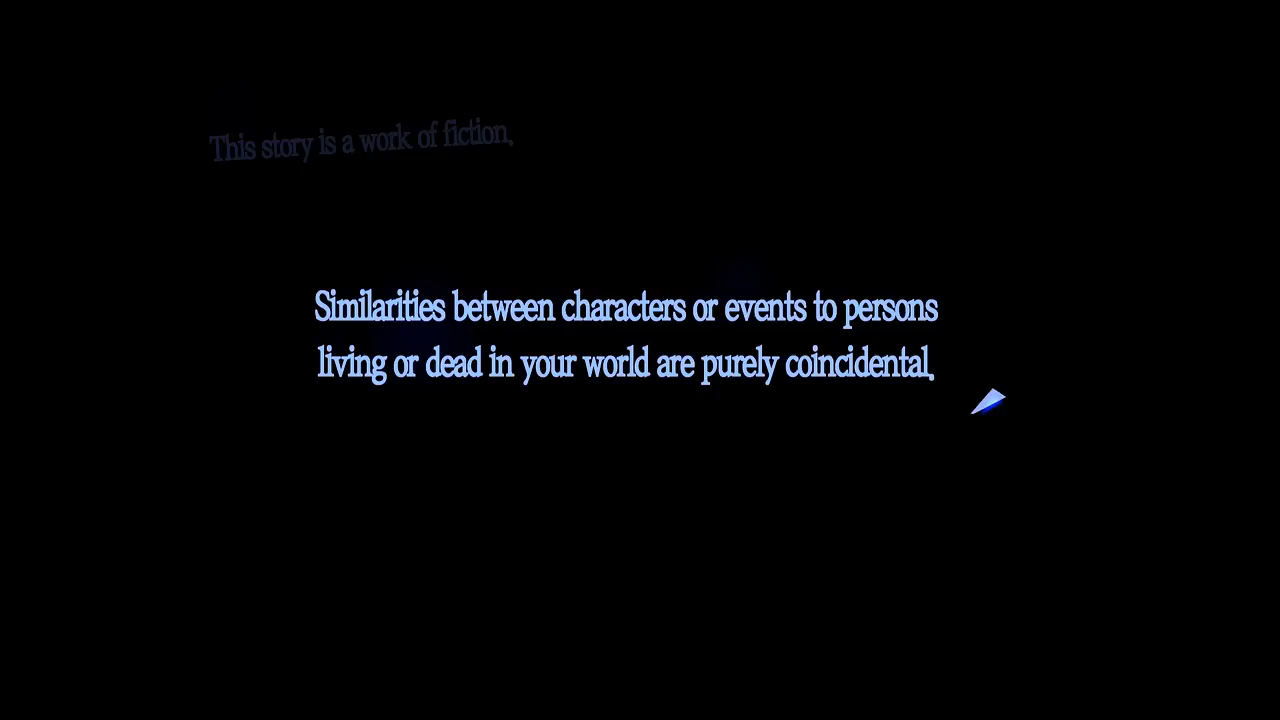 This story is a work of fiction.
Similarities between characters or events to persons
living or dead in your world are purely coincidental.